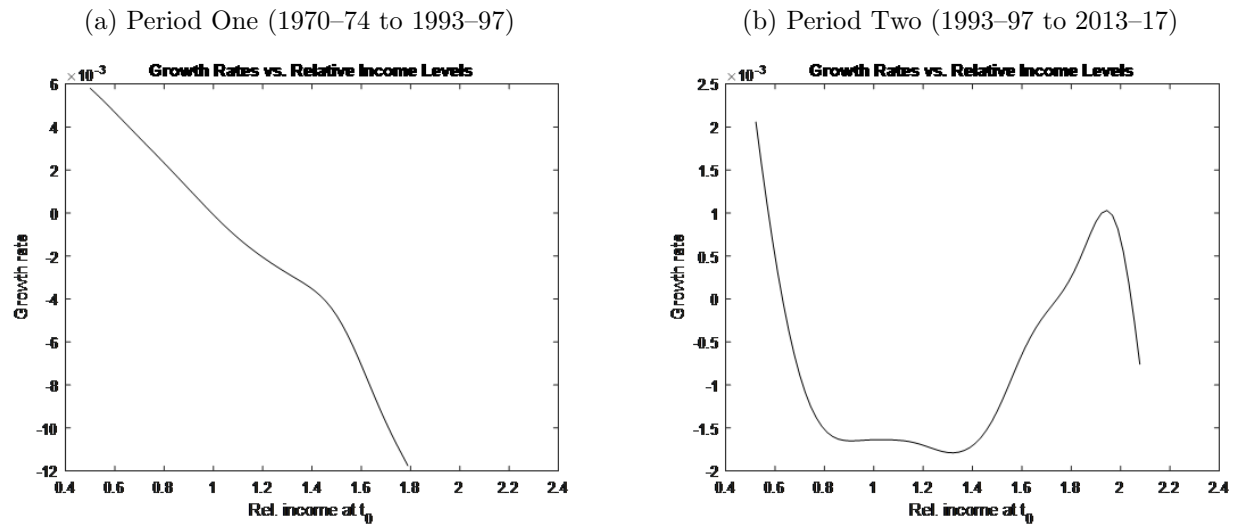 (a) Period One (1970–74 to 1993–97)
×10⁻³
Growth Rates vs. Relative Income Levels
6
4
2
0
-2
-4
-6
-8
-10
-12
Growth rate
0.4 0.6 0.8 1 1.2 1.4 1.6 1.8 2 2.2 2.4
Rel. income at t₀
(b) Period Two (1993–97 to 2013–17)
×10⁻³
Growth Rates vs. Relative Income Levels
2.5
2
1.5
1
0.5
0
-0.5
-1
-1.5
-2
Growth rate
0.4 0.6 0.8 1 1.2 1.4 1.6 1.8 2 2.2 2.4
Rel. income at t₀